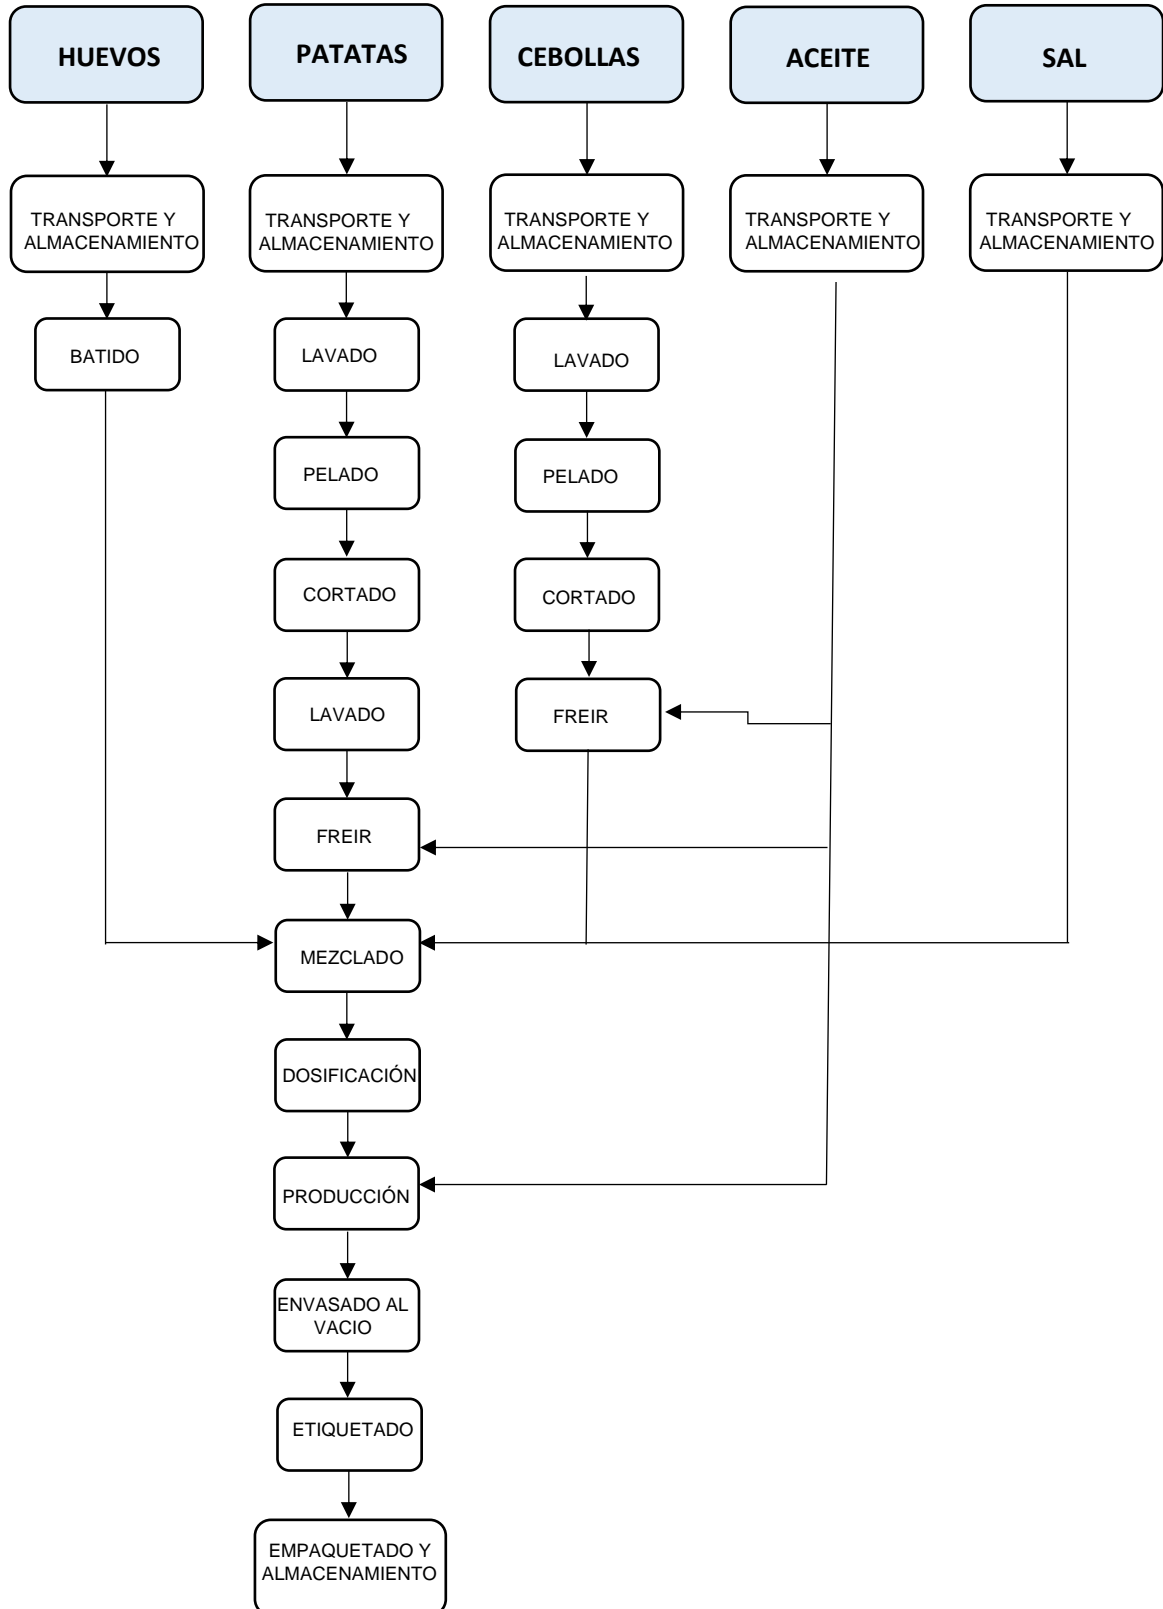 HUEVOS
PATATAS
CEBOLLAS
ACEITE
SAL
TRANSPORTE Y
ALMACENAMIENTO
TRANSPORTE Y
ALMACENAMIENTO
TRANSPORTE Y
ALMACENAMIENTO
TRANSPORTE Y
ALMACENAMIENTO
TRANSPORTE Y
ALMACENAMIENTO
BATIDO
LAVADO
LAVADO
PELADO
PELADO
CORTADO
CORTADO
LAVADO
FREIR
FREIR
MEZCLADO
DOSIFICACIÓN
PRODUCCIÓN
ENVASADO AL
VACIO
ETIQUETADO
EMPAQUETADO Y
ALMACENAMIENTO